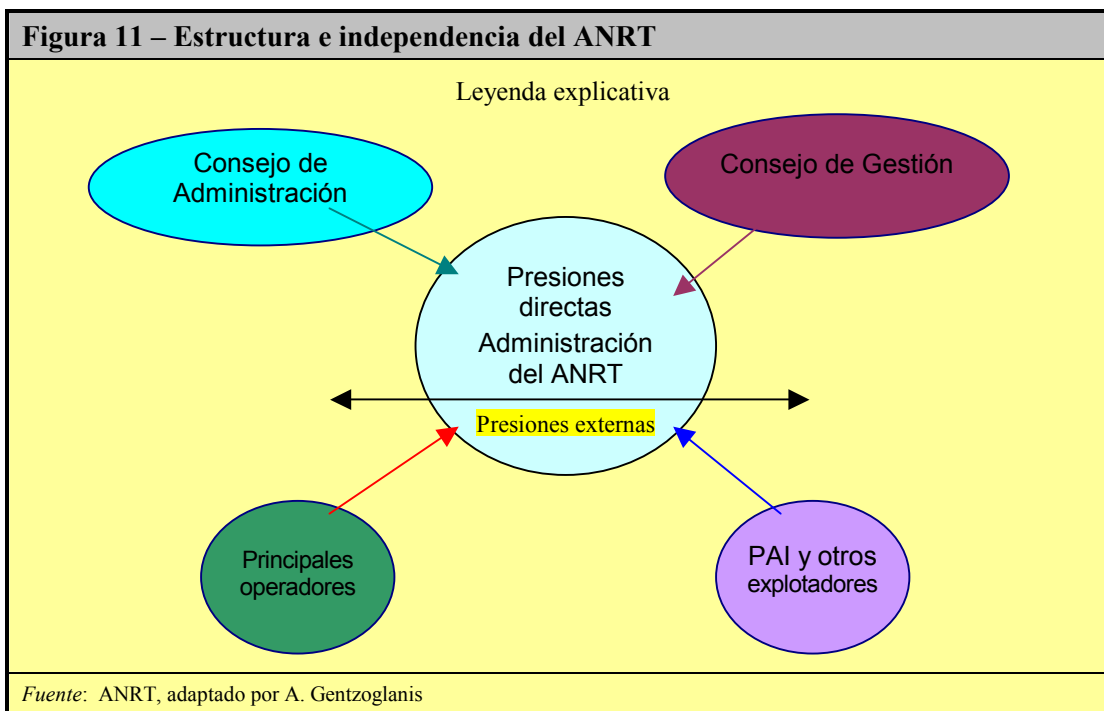 Figura 11 – Estructura e independencia del ANRT
Leyenda explicativa
Consejo de
Administración
Consejo de Gestión
Presiones
directas
Administración
del ANRT
Presiones externas
Principales
operadores
PAI y otros
explotadores
Fuente: ANRT, adaptado por A. Gentzoglanis